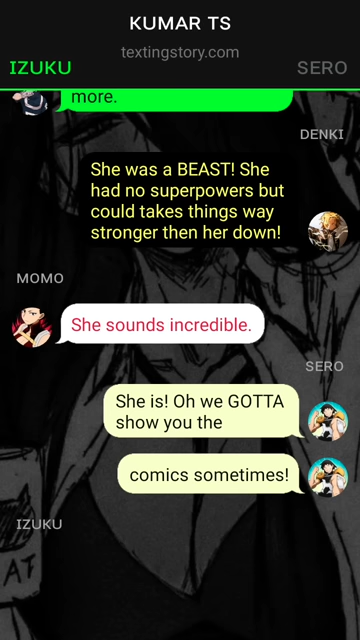 KUMAR TS
textingstory.com
IZUKU
SERO
more.
DENKI
She was a BEAST! She
had no superpowers but
could takes things way
stronger then her down!
MOMO
She sounds incredible.
SERO
She is! Oh we GOTTA
show you the
comics sometimes!
IZUKU
AT